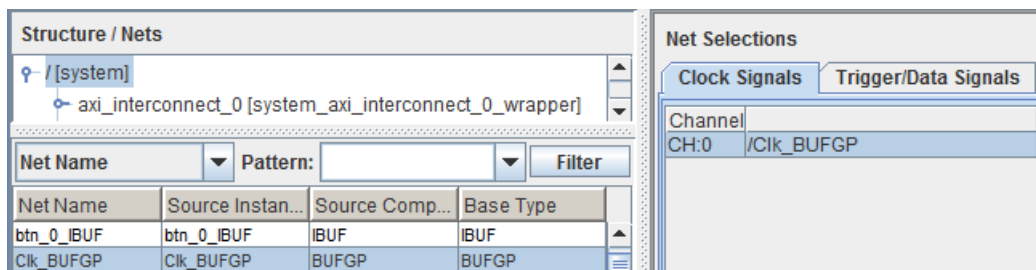 Structure / Nets
/ [system]
axi_interconnect_0 [system_axi_interconnect_0_wrapper]
Net Name Pattern: Filter
Net Name Source Instan... Source Comp... Base Type
btn_0_IBUF btn_0_IBUF IBUF IBUF
Clk_BUFGP Clk_BUFGP BUFGP BUFGP
Net Selections
Clock Signals Trigger/Data Signals
Channel
CH:0 /Clk_BUFGP